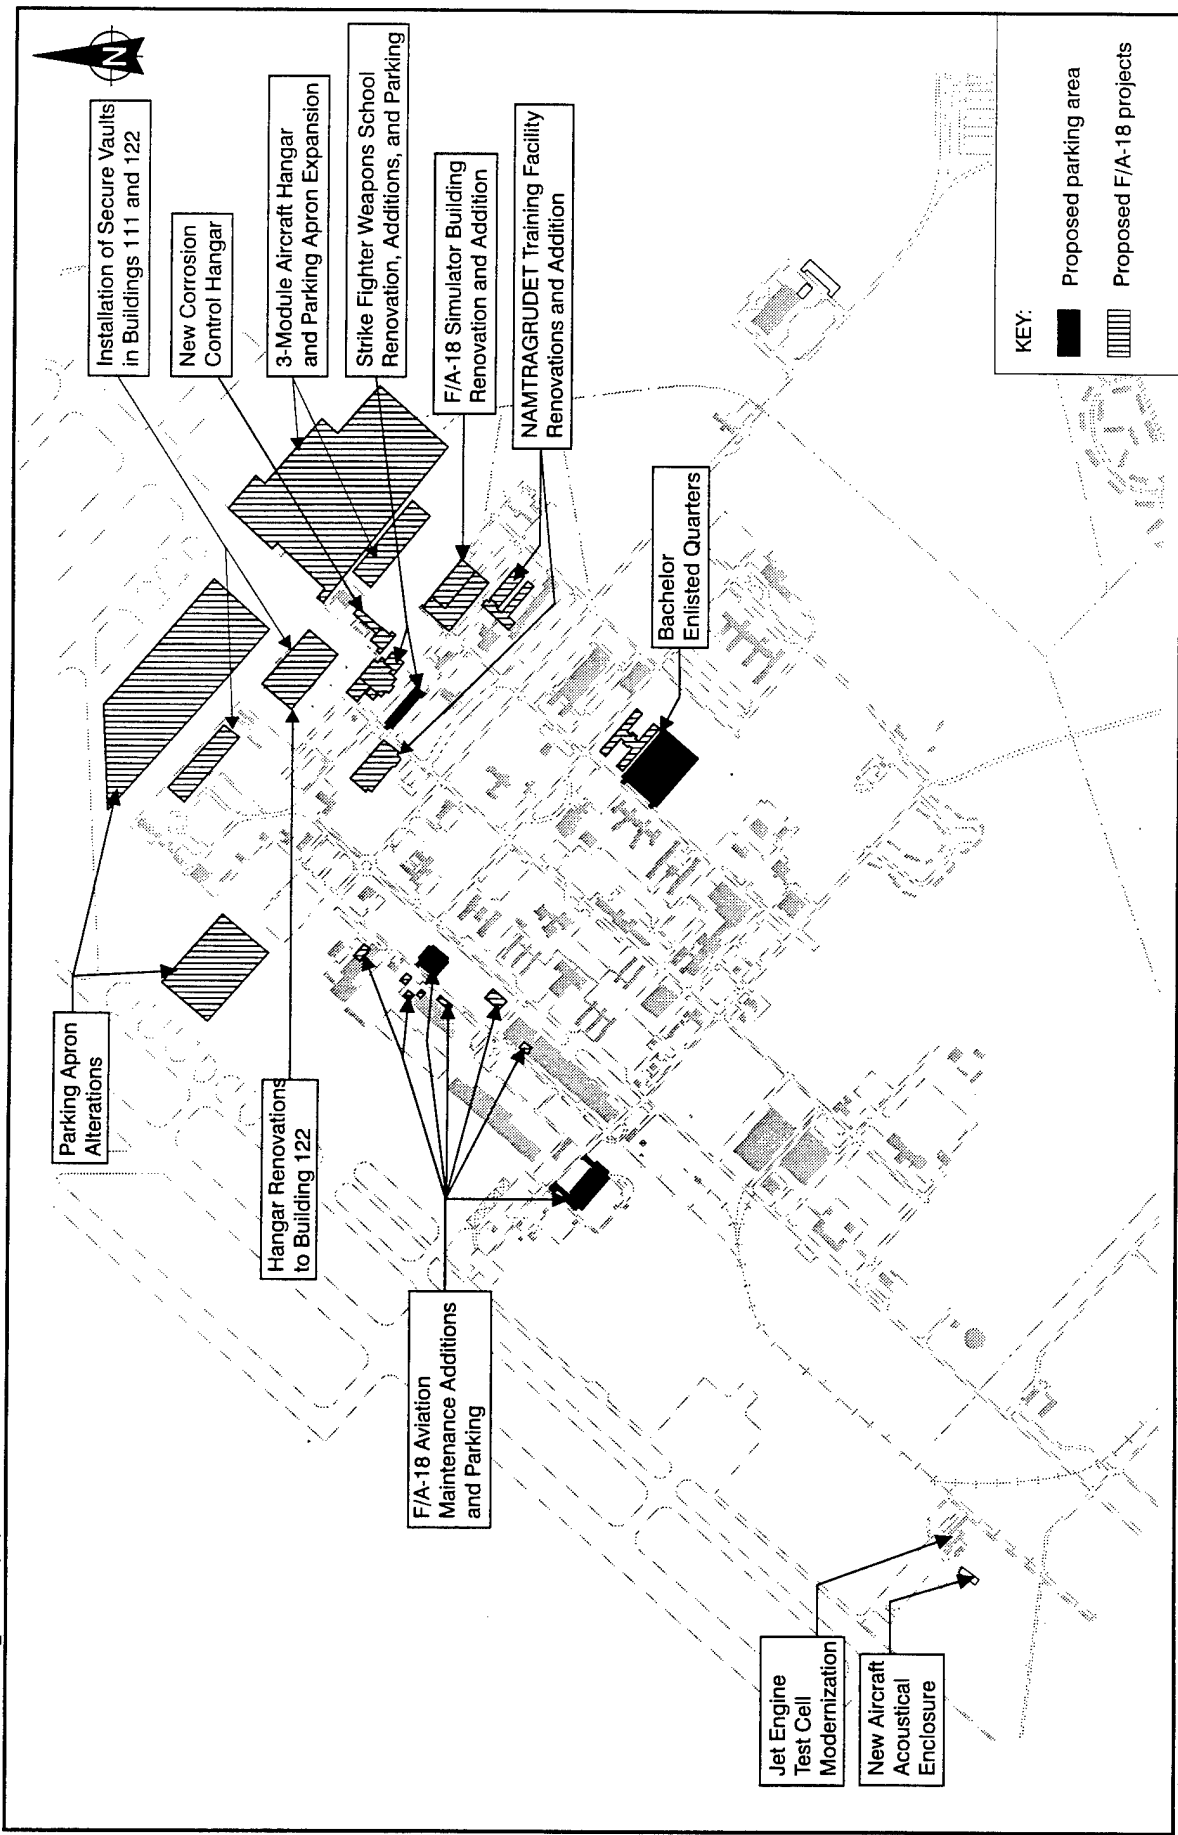 N
Installation of Secure Vaults
in Buildings 111 and 122
New Corrosion
Control Hangar
3-Module Aircraft Hangar
and Parking Apron Expansion
Strike Fighter Weapons School
Renovation, Additions, and Parking
F/A-18 Simulator Building
Renovation and Addition
NAMTRAGRUDET Training Facility
Renovations and Addition
Bachelor
Enlisted Quarters
Parking Apron
Alterations
Hangar Renovations
to Building 122
F/A-18 Aviation
Maintenance Additions
and Parking
Jet Engine
Test Cell
Modernization
New Aircraft
Acoustical
Enclosure
KEY:
Proposed parking area
Proposed F/A-18 projects